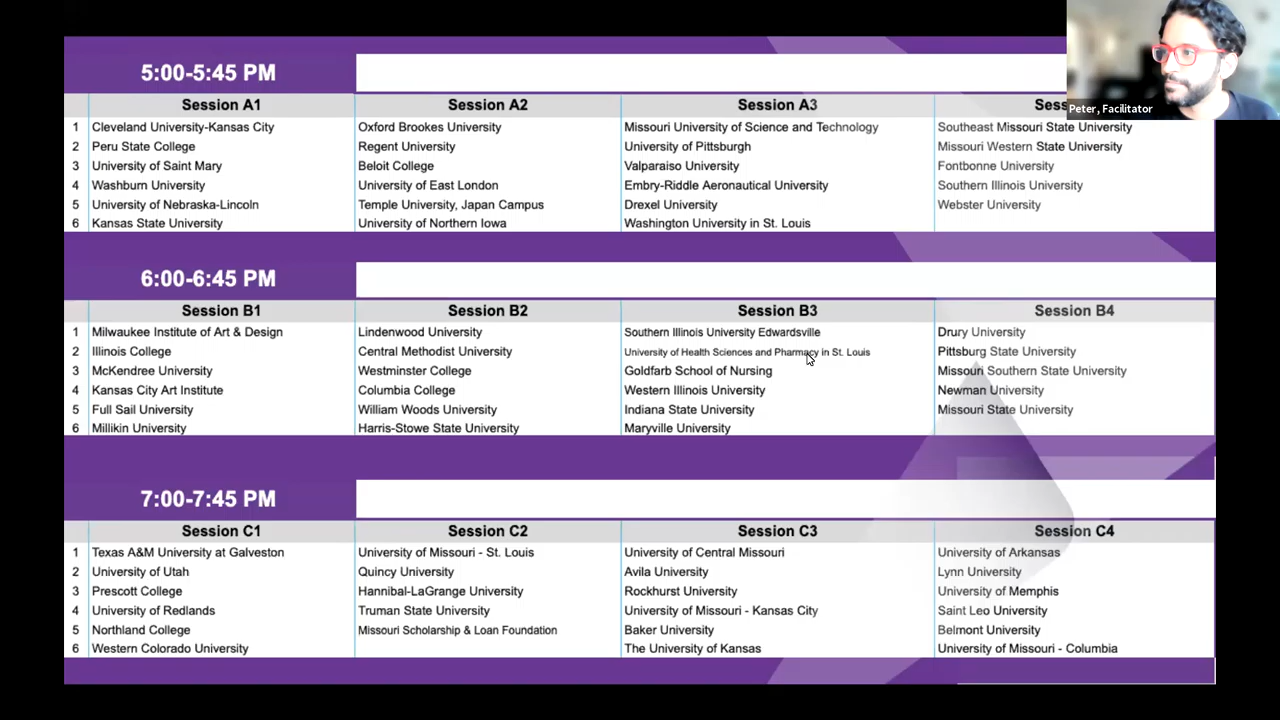 5:00-5:45 PM
Session A1 Session A2 Session A3 Sess
1 Cleveland University-Kansas City Oxford Brookes University Missouri University of Science and Technology Southeast Missouri State University
2 Peru State College Regent University University of Pittsburgh Missouri Western State University
3 University of Saint Mary Beloit College Valparaiso University Fontbonne University
4 Washburn University University of East London Embry-Riddle Aeronautical University Southern Illinois University
5 University of Nebraska-Lincoln Temple University, Japan Campus Drexel University Webster University
6 Kansas State University University of Northern Iowa Washington University in St. Louis
Peter, Facilitator
6:00-6:45 PM
Session B1 Session B2 Session B3 Session B4
1 Milwaukee Institute of Art & Design Lindenwood University Southern Illinois University Edwardsville Drury University
2 Illinois College Central Methodist University University of Health Sciences and Pharmacy in St. Louis Pittsburg State University
3 McKendree University Westminster College Goldfarb School of Nursing Missouri Southern State University
4 Kansas City Art Institute Columbia College Western Illinois University Newman University
5 Full Sail University William Woods University Indiana State University Missouri State University
6 Millikin University Harris-Stowe State University Maryville University
7:00-7:45 PM
Session C1 Session C2 Session C3 Session C4
1 Texas A&M University at Galveston University of Missouri - St. Louis University of Central Missouri University of Arkansas
2 University of Utah Quincy University Avila University Lynn University
3 Prescott College Hannibal-LaGrange University Rockhurst University University of Memphis
4 University of Redlands Truman State University University of Missouri - Kansas City Saint Leo University
5 Northland College Missouri Scholarship & Loan Foundation Baker University Belmont University
6 Western Colorado University The University of Kansas University of Missouri - Columbia